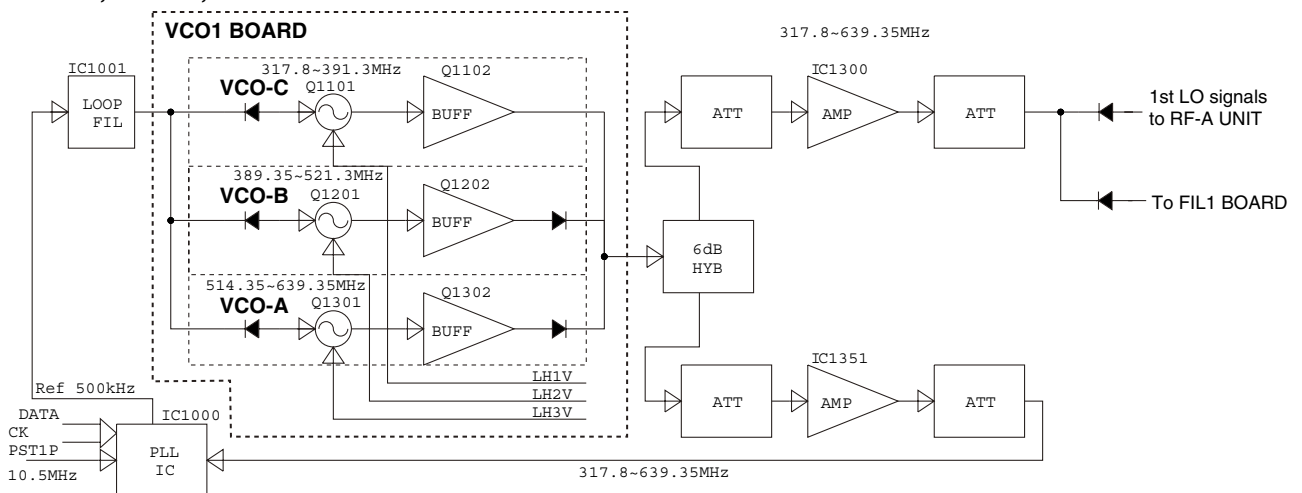 VCO1 BOARD
317.8~639.35MHz
IC1001
LOOP
FIL
317.8~391.3MHz
VCO-C
Q1101
Q1102
BUFF
IC1300
ATT
AMP
ATT
1st LO signals
to RF-A UNIT
389.35~521.3MHz
VCO-B
Q1201
Q1202
BUFF
To FIL1 BOARD
6dB
HYB
514.35~639.35MHz
VCO-A
Q1301
Q1302
BUFF
LH1V
LH2V
LH3V
IC1351
ATT
AMP
ATT
Ref 500kHz
DATA
CK
PST1P
10.5MHz
IC1000
PLL
IC
317.8~639.35MHz